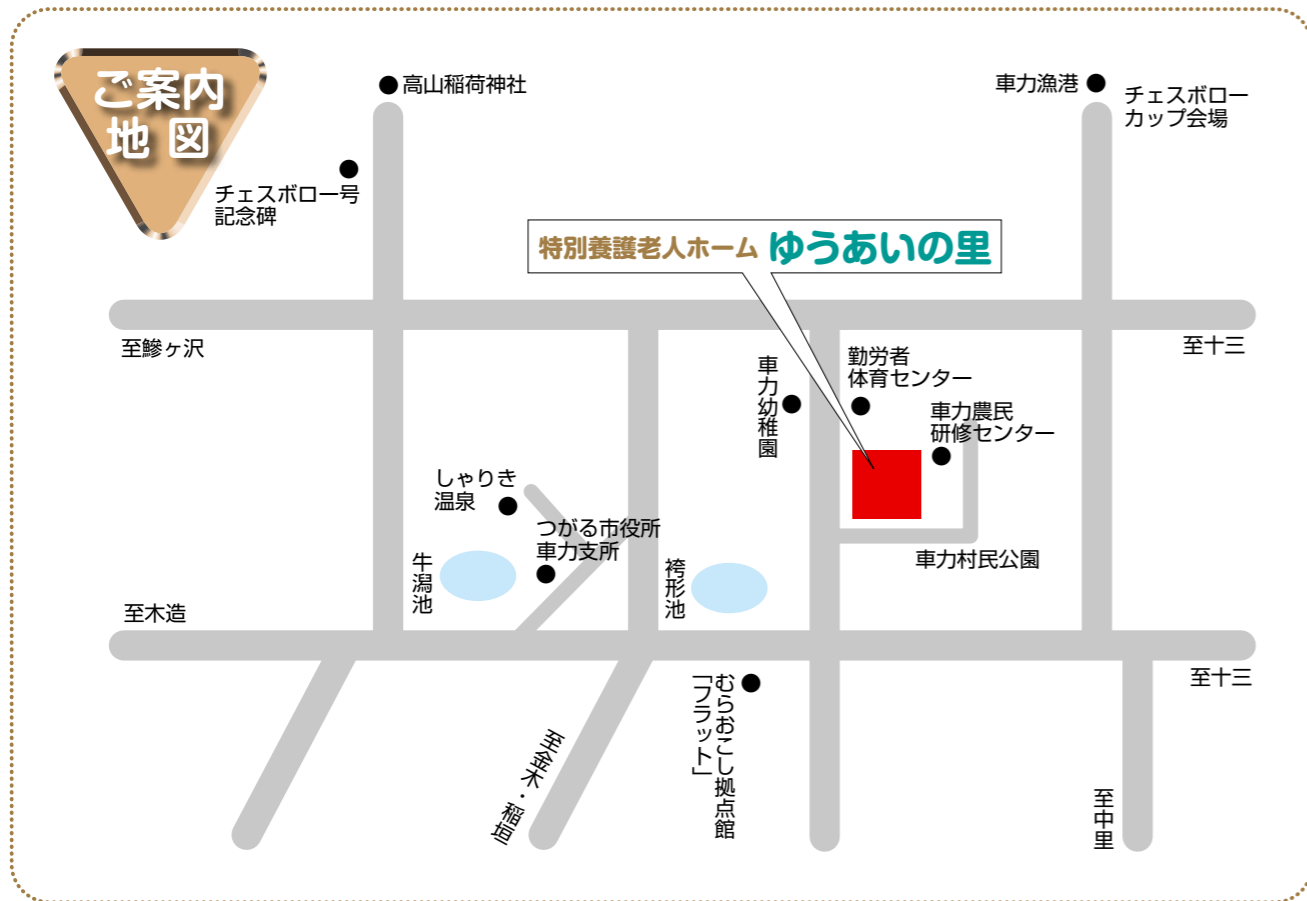 ご案内
地図
高山稲荷神社
車力漁港
チェスボロー
カップ会場
チェスボロー号
記念碑
特別養護老人ホーム ゆうあいの里
至鰺ヶ沢
至十三
車力幼稚園
勤労者
体育センター
車力農民
研修センター
しゃりき
温泉
つがる市役所
車力支所
牛潟池
袴形池
車力村民公園
至木造
至十三
むらおこし拠点館
「フラット」
至金木・稲垣
至中里